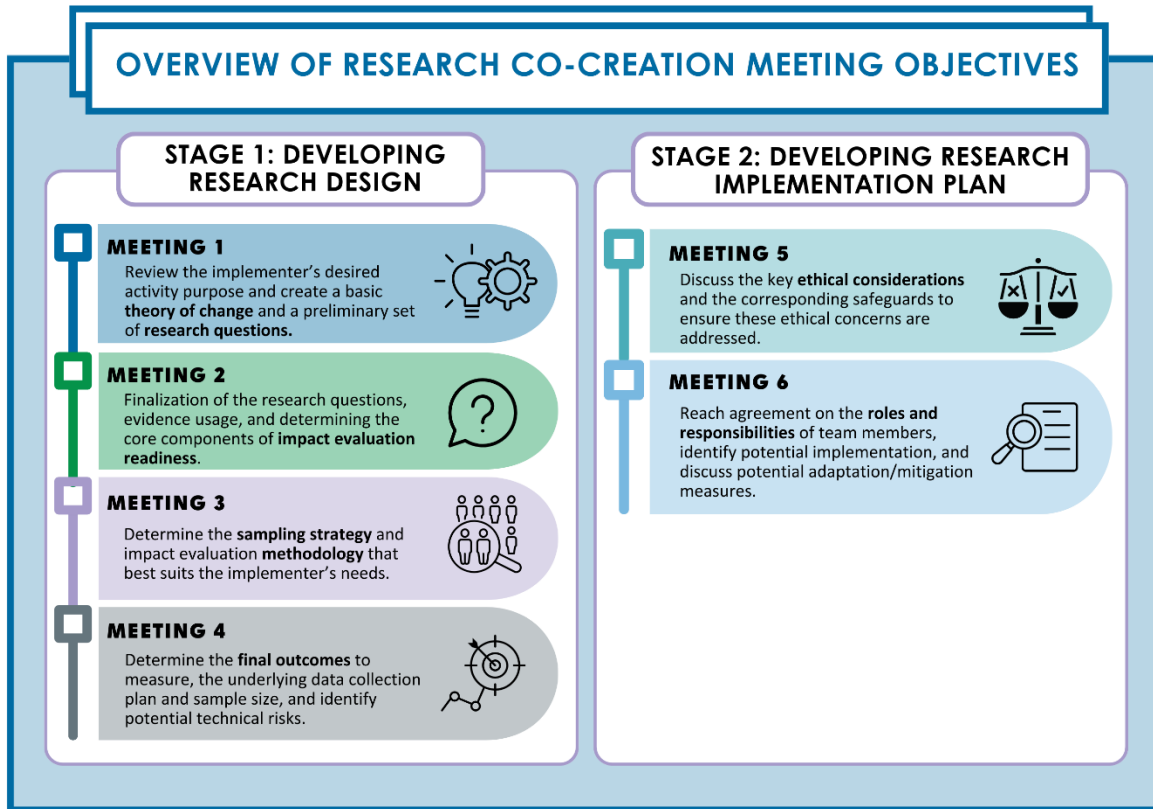 OVERVIEW OF RESEARCH CO-CREATION MEETING OBJECTIVES
STAGE 1: DEVELOPING
RESEARCH DESIGN
MEETING 1
Review the implementer's desired
activity purpose and create a basic
theory of change and a preliminary set
of research questions.
MEETING 2
Finalization of the research questions,
evidence usage, and determining the
core components of impact evaluation
readiness.
MEETING 3
Determine the sampling strategy and
impact evaluation methodology that
best suits the implementer's needs.
MEETING 4
Determine the final outcomes to
measure, the underlying data collection
plan and sample size, and identify
potential technical risks.
STAGE 2: DEVELOPING RESEARCH
IMPLEMENTATION PLAN
MEETING 5
Discuss the key ethical considerations
and the corresponding safeguards to
ensure these ethical concerns are
addressed.
MEETING 6
Reach agreement on the roles and
responsibilities of team members,
identify potential implementation, and
discuss potential adaptation/mitigation
measures.